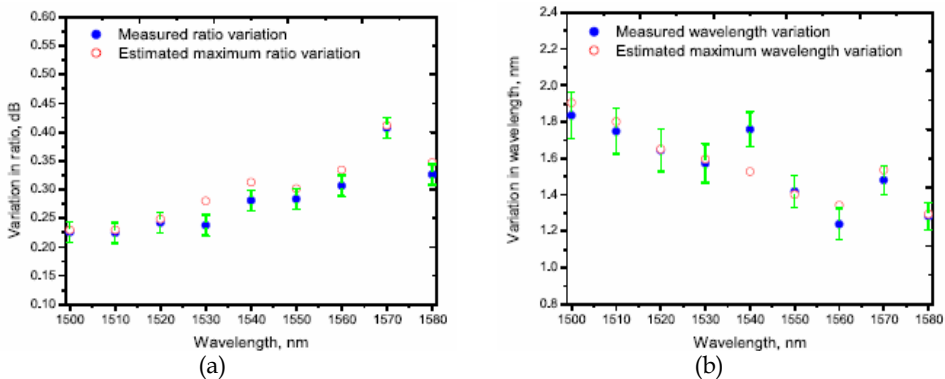 Measured ratio variation
Estimated maximum ratio variation
Variation in ratio, dB
0.60
0.55
0.50
0.45
0.40
0.35
0.30
0.25
0.20
0.15
0.10
1500 1510 1520 1530 1540 1550 1560 1570 1580
Wavelength, nm
(a)
Measured wavelength variation
Estimated maximum wavelength variation
Variation in wavelength, nm
2.4
2.2
2.0
1.8
1.6
1.4
1.2
1.0
0.8
1500 1510 1520 1530 1540 1550 1560 1570 1580
Wavelength, nm
(b)